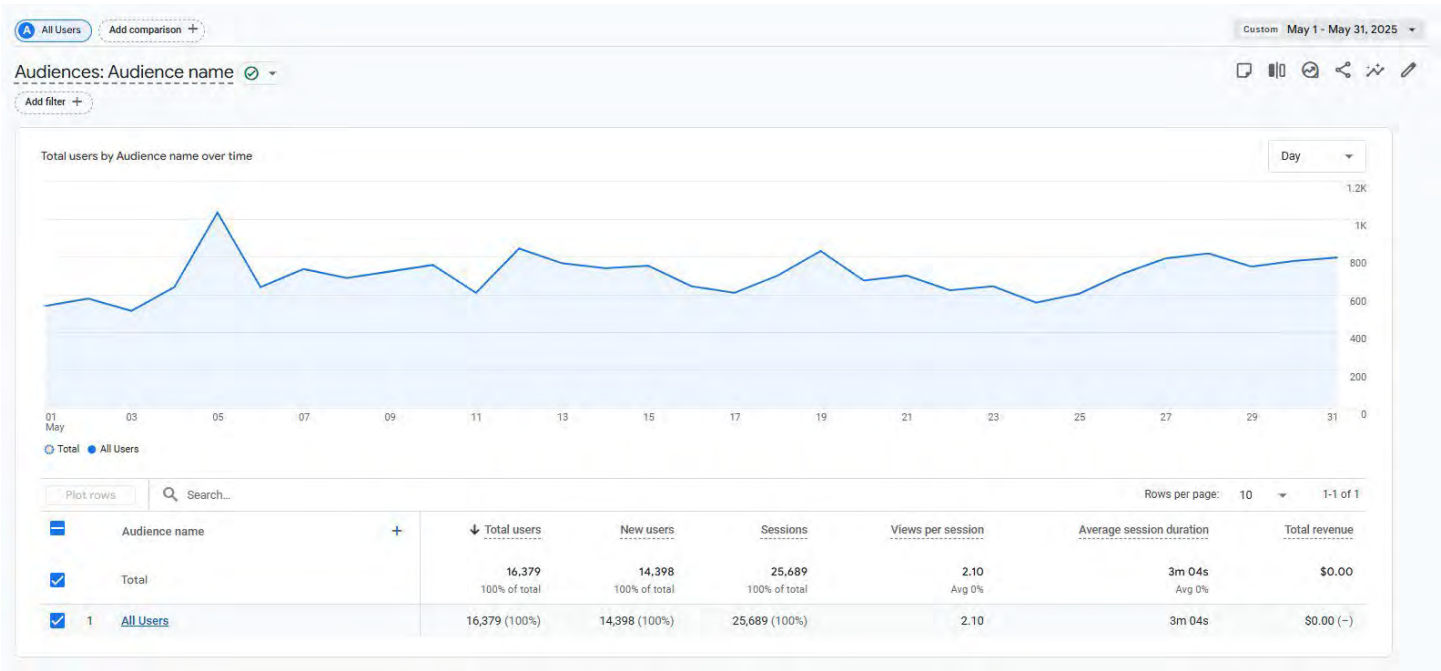 A All Users Add comparison + Custom May 1 - May 31, 2025
Audiences: Audience name
Add filter +
Total users by Audience name over time Day
1.2K
1K
800
600
400
200
0
01 03 05 07 09 11 13 15 17 19 21 23 25 27 29 31
May
Total All Users
Plot rows Search... Rows per page: 10 1-1 of 1
Audience name + ↓ Total users New users Sessions Views per session Average session duration Total revenue
Total 16,379 14,398 25,689 2.10 3m 04s $0.00
100% of total 100% of total 100% of total Avg 0% Avg 0%
1 All Users 16,379 (100%) 14,398 (100%) 25,689 (100%) 2.10 3m 04s $0.00 (–)